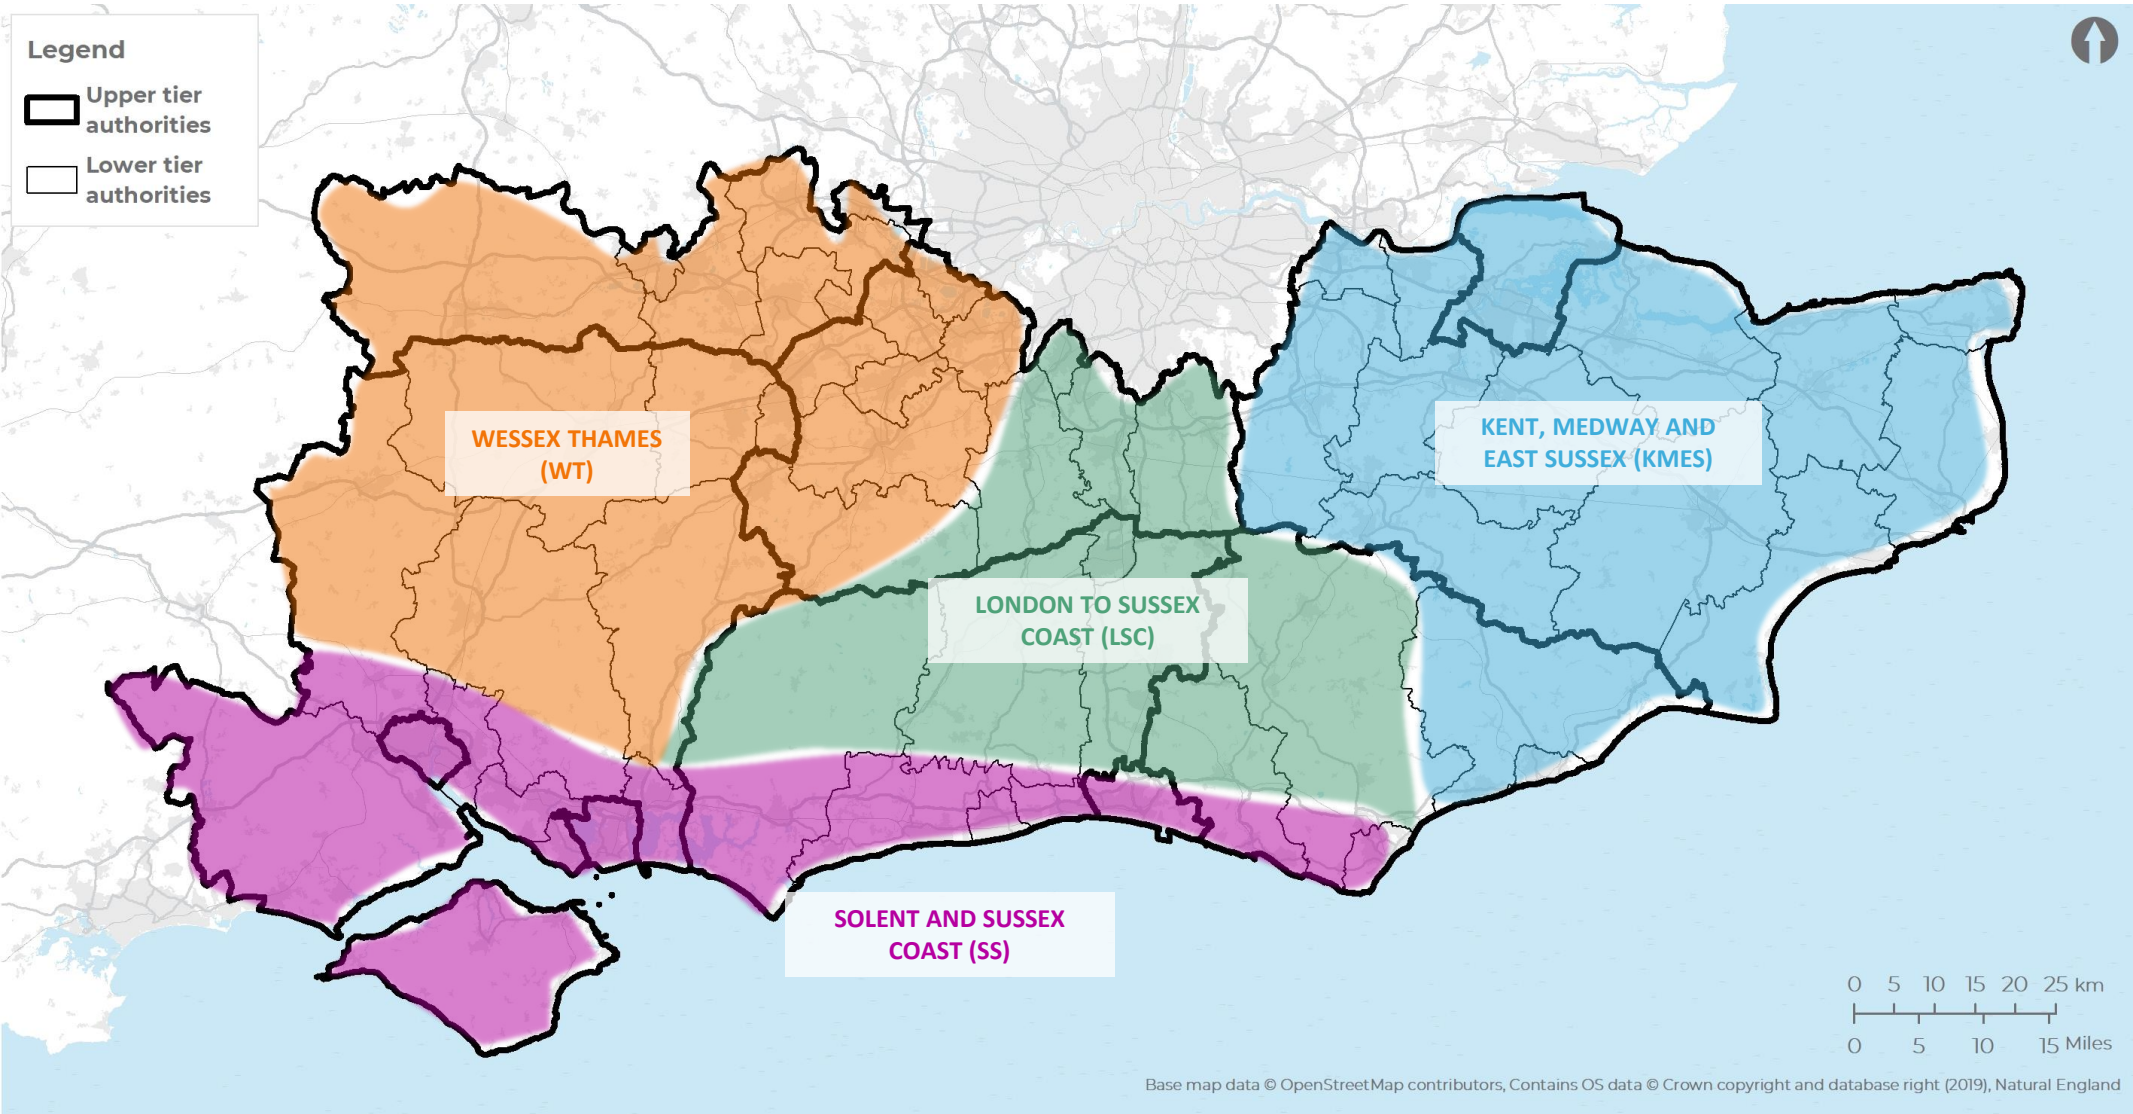 Legend
Upper tier
authorities
Lower tier
authorities
WESSEX THAMES
(WT)
KENT, MEDWAY AND
EAST SUSSEX (KMES)
LONDON TO SUSSEX
COAST (LSC)
SOLENT AND SUSSEX
COAST (SS)
0 5 10 15 20 25 km
0 5 10 15 Miles
Base map data © OpenStreetMap contributors, Contains OS data © Crown copyright and database right (2019), Natural England